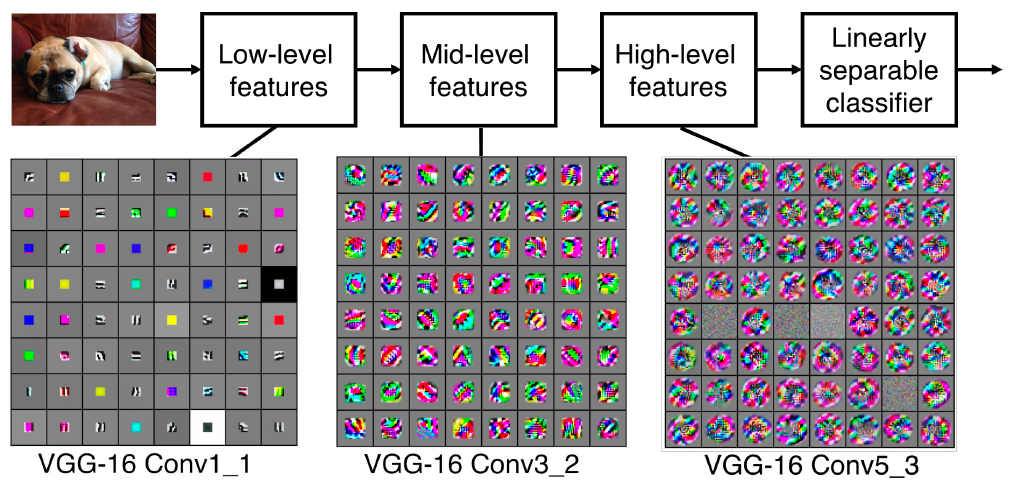 Low-level
features
Mid-level
features
High-level
features
Linearly
separable
classifier
VGG-16 Conv1_1
VGG-16 Conv3_2
VGG-16 Conv5_3